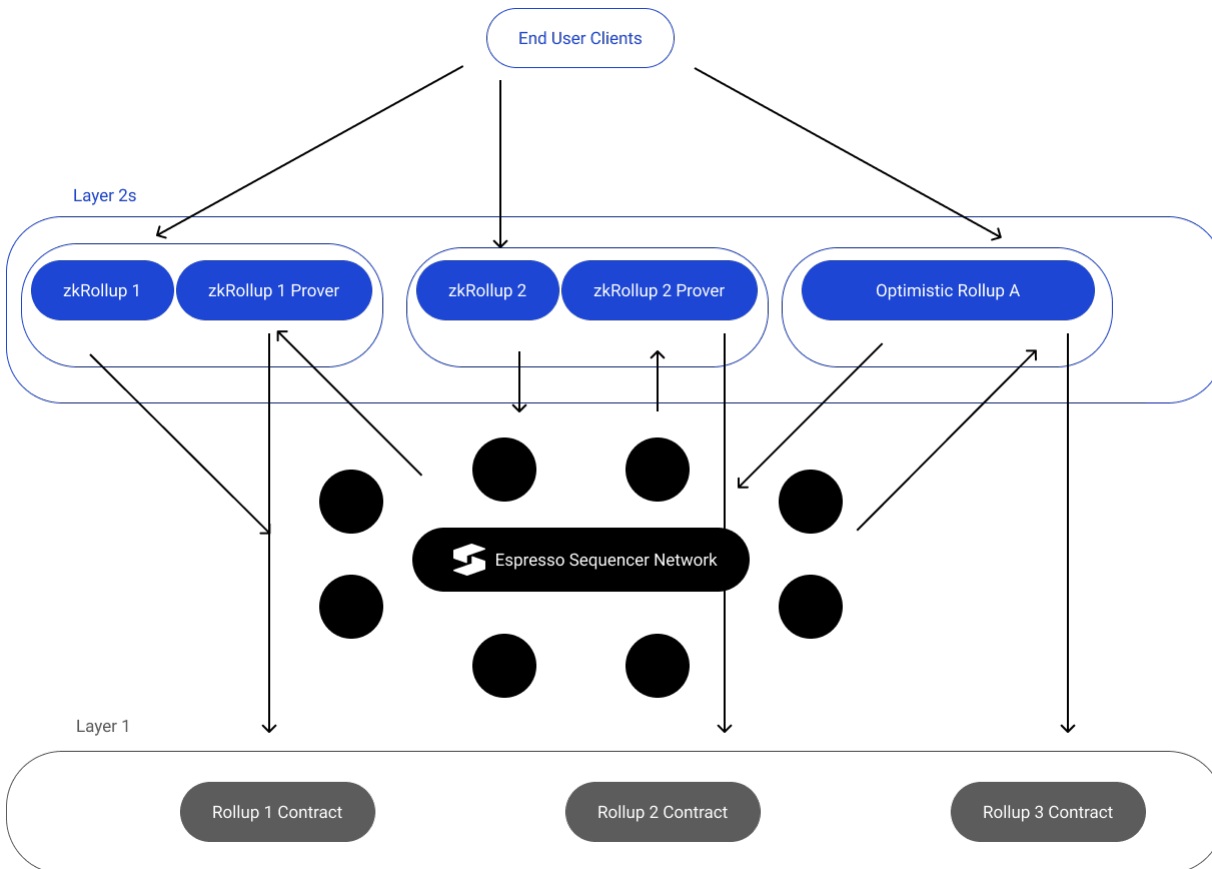 End User Clients
Layer 2s
zkRollup 1
zkRollup 1 Prover
zkRollup 2
zkRollup 2 Prover
Optimistic Rollup A
Espresso Sequencer Network
Layer 1
Rollup 1 Contract
Rollup 2 Contract
Rollup 3 Contract